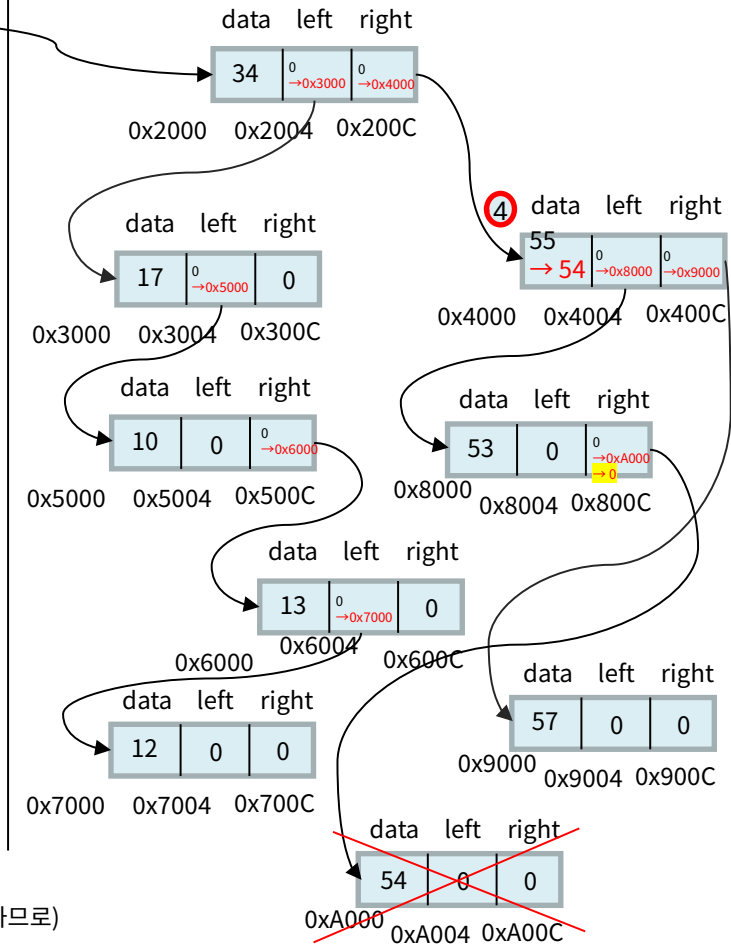 data left right
34 0 →0x3000 0 →0x4000
0x2000 0x2004 0x200C
4 data left right
55 → 54 0 →0x8000 0 →0x9000
0x4000 0x4004 0x400C
data left right
17 0 →0x5000 0
0x3000 0x3004 0x300C
data left right
10 0 0 →0x6000
0x5000 0x5004 0x500C
data left right
53 0 0 →0xA000 → 0
0x8000 0x8004 0x800C
data left right
13 0 →0x7000 0
0x6000 0x6004 0x600C
data left right
12 0 0
0x7000 0x7004 0x700C
data left right
57 0 0
0x9000 0x9004 0x900C
data left right
54 0 0
0xA000 0xA004 0xA00C
하므로)